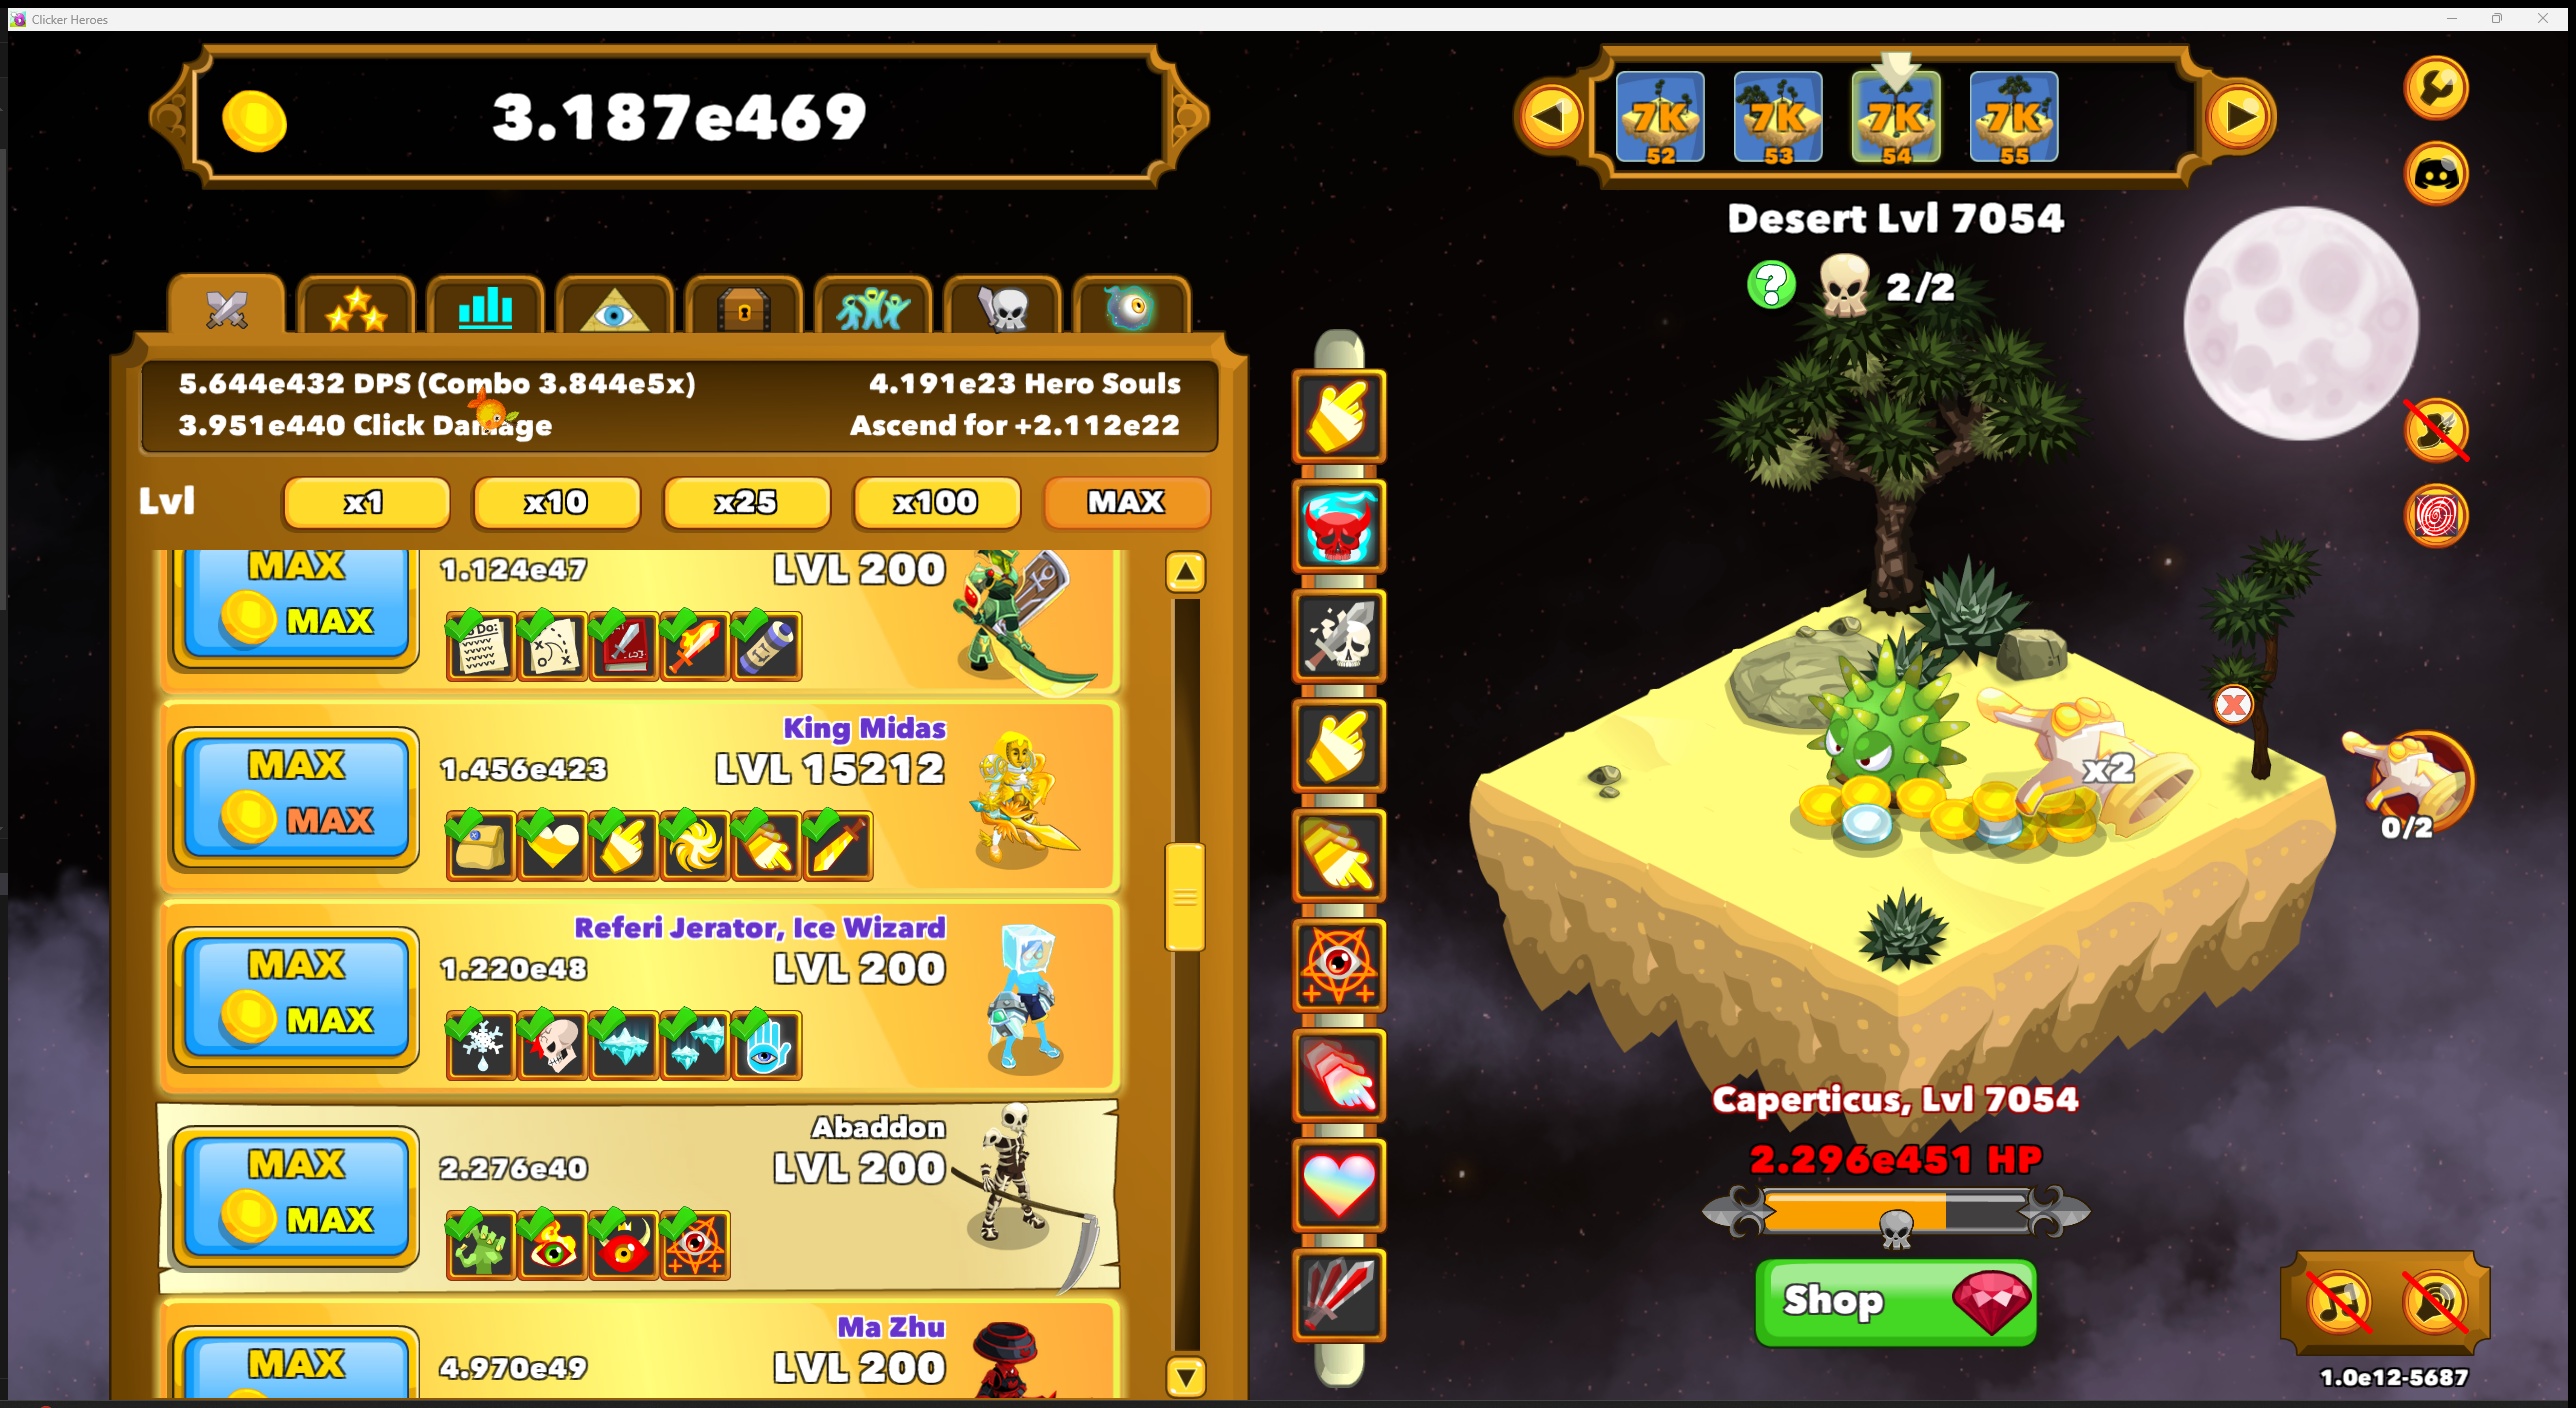 Clicker Heroes
3.187e469
7K
52
7K
53
7K
54
7K
55
Desert Lvl 7054
2/2
5.644e432 DPS (Combo 3.844e5x)
4.191e23 Hero Souls
3.951e440 Click Damage
Ascend for +2.112e22
Lvl
x1
x10
x25
x100
MAX
MAX
MAX
1.124e47
LVL 200
MAX
MAX
King Midas
1.456e423
LVL 15212
MAX
MAX
Referi Jerator, Ice Wizard
1.220e48
LVL 200
MAX
MAX
Abaddon
2.276e40
LVL 200
MAX
Ma Zhu
4.970e49
LVL 200
x2
0/2
Caperticus, Lvl 7054
2.296e451 HP
Shop
1.0e12-5687